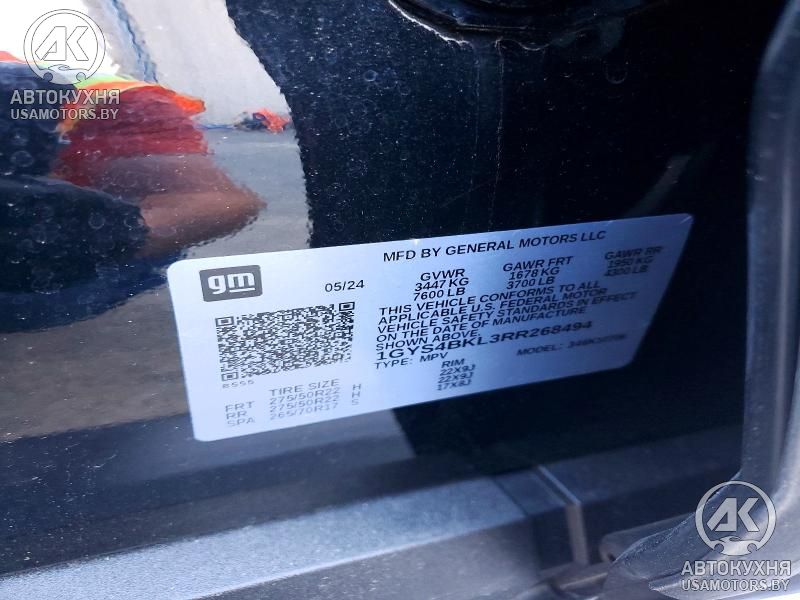 AK
АВТОКУХНЯ
USAMOTORS.BY
MFD BY GENERAL MOTORS LLC
gm
05/24
GVWR GAWR FRT GAWR RR
3447 KG 1678 KG 1950 KG
7600 LB 3700 LB 4300 LB
THIS VEHICLE CONFORMS TO ALL
APPLICABLE U.S. FEDERAL MOTOR
VEHICLE SAFETY STANDARDS IN EFFECT
ON THE DATE OF MANUFACTURE
SHOWN ABOVE.
1GYS4BKL3RR268494
TYPE: MPV MODEL:
R555
TIRE SIZE RIM
FRT 275/50R22 H 22X9J
RR 275/50R22 H 22X9J
SPA 265/70R17 S 17X8J
AK
АВТОКУХНЯ
USAMOTORS.BY